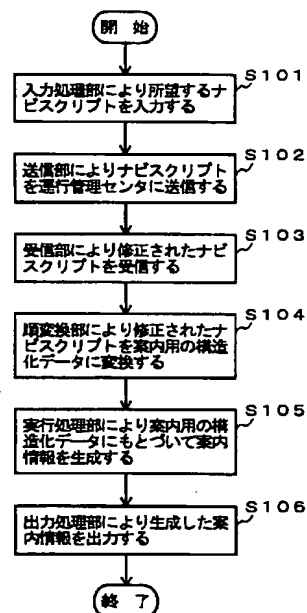 開 始
S101
入力処理部により所望するナ
ビスクリプトを入力する
S102
送信部によりナビスクリプト
を運行管理センタに送信する
S103
受信部により修正されたナビ
スクリプトを受信する
S104
順変換部により修正されたナ
ビスクリプトを案内用の構造
化データに変換する
S105
実行処理部により案内用の構
造化データにもとづいて案内
情報を生成する
S106
出力処理部により生成した案
内情報を出力する
終 了